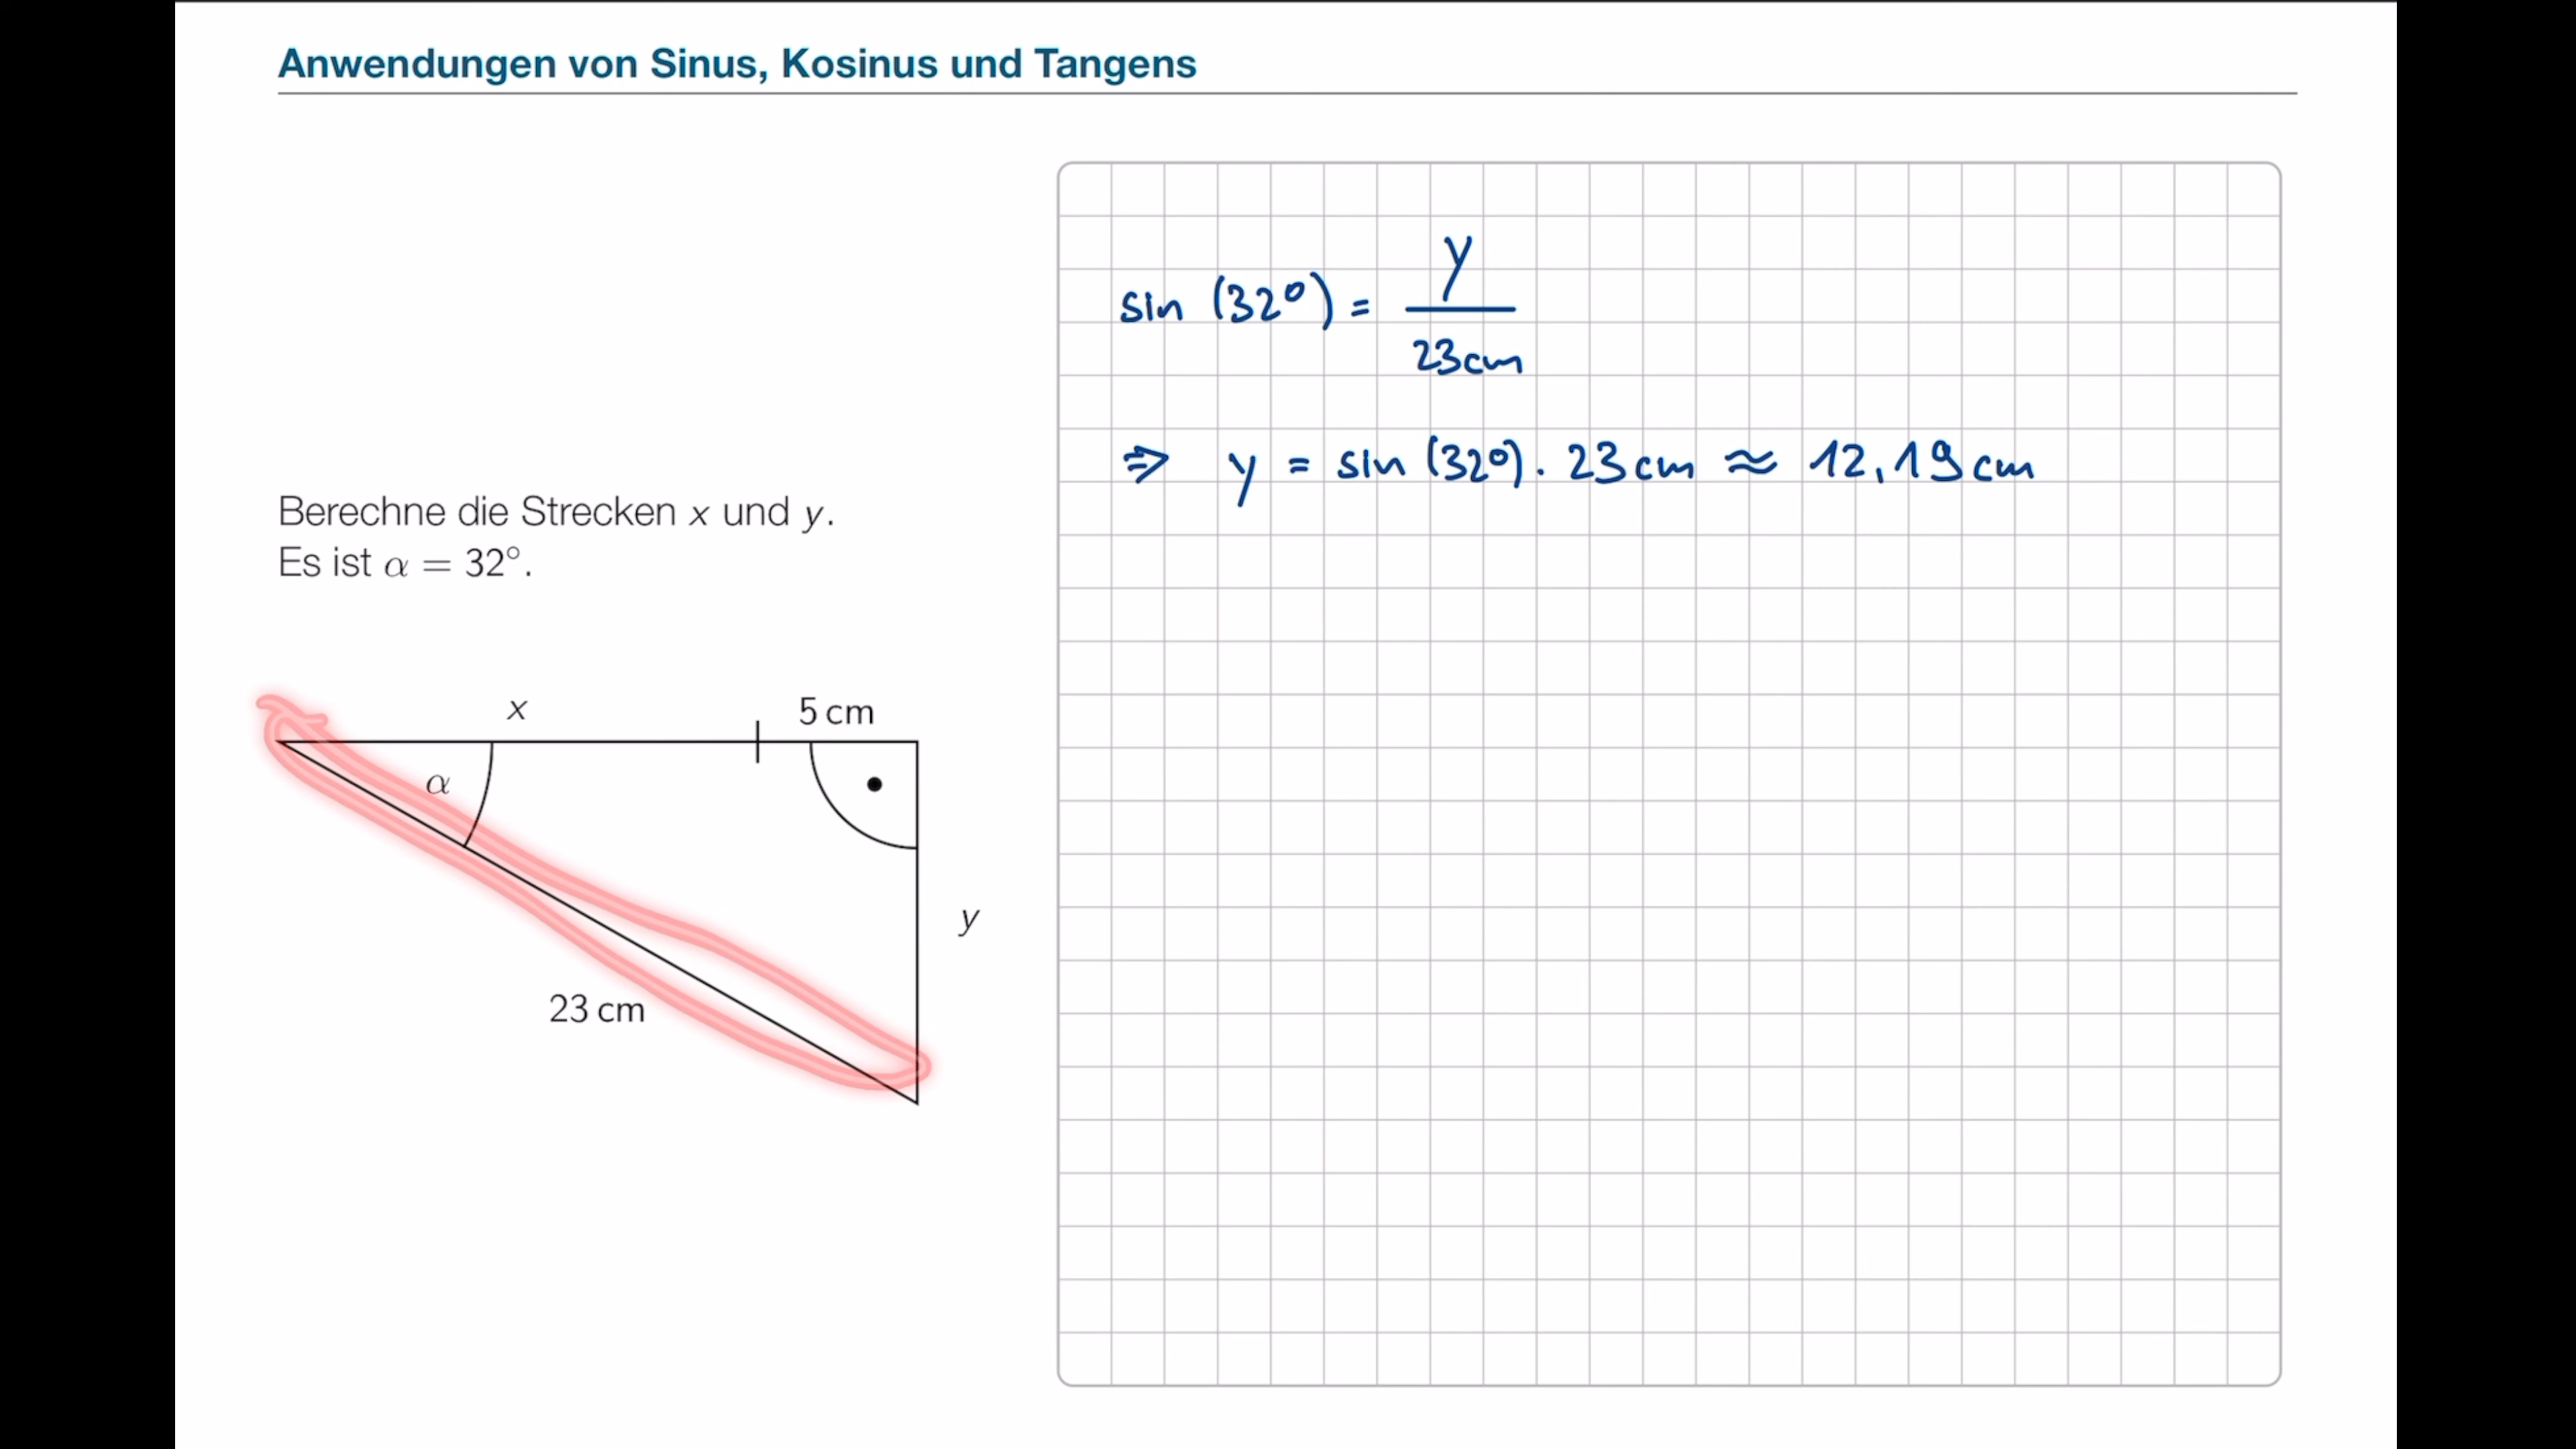 Anwendungen von Sinus, Kosinus und Tangens
sin (32°) = y / 23cm
⇒ y = sin (32°) · 23cm ≈ 12,19cm
Berechne die Strecken x und y.
Es ist α = 32°.
x
5 cm
α
y
23 cm